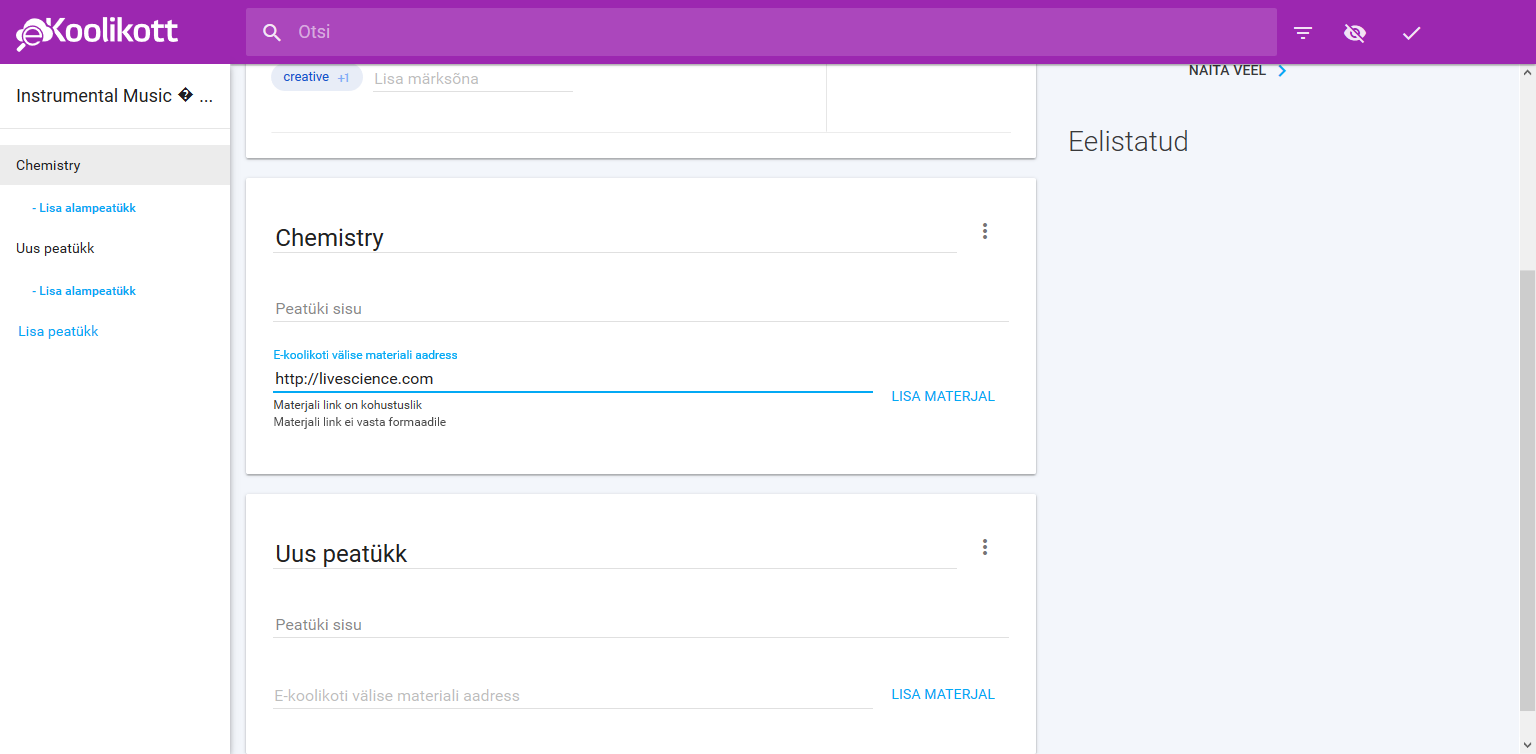 eKoolikott
Otsi
Instrumental Music � ...
Chemistry
- Lisa alampeatükk
Uus peatükk
- Lisa alampeatükk
Lisa peatükk
creative +1 Lisa märksõna
NÄITA VEEL
Eelistatud
Chemistry
Peatüki sisu
E-koolikoti välise materiali aadress
http://livescience.com
LISA MATERJAL
Materjali link on kohustuslik
Materjali link ei vasta formaadile
Uus peatükk
Peatüki sisu
E-koolikoti välise materiali aadress
LISA MATERJAL